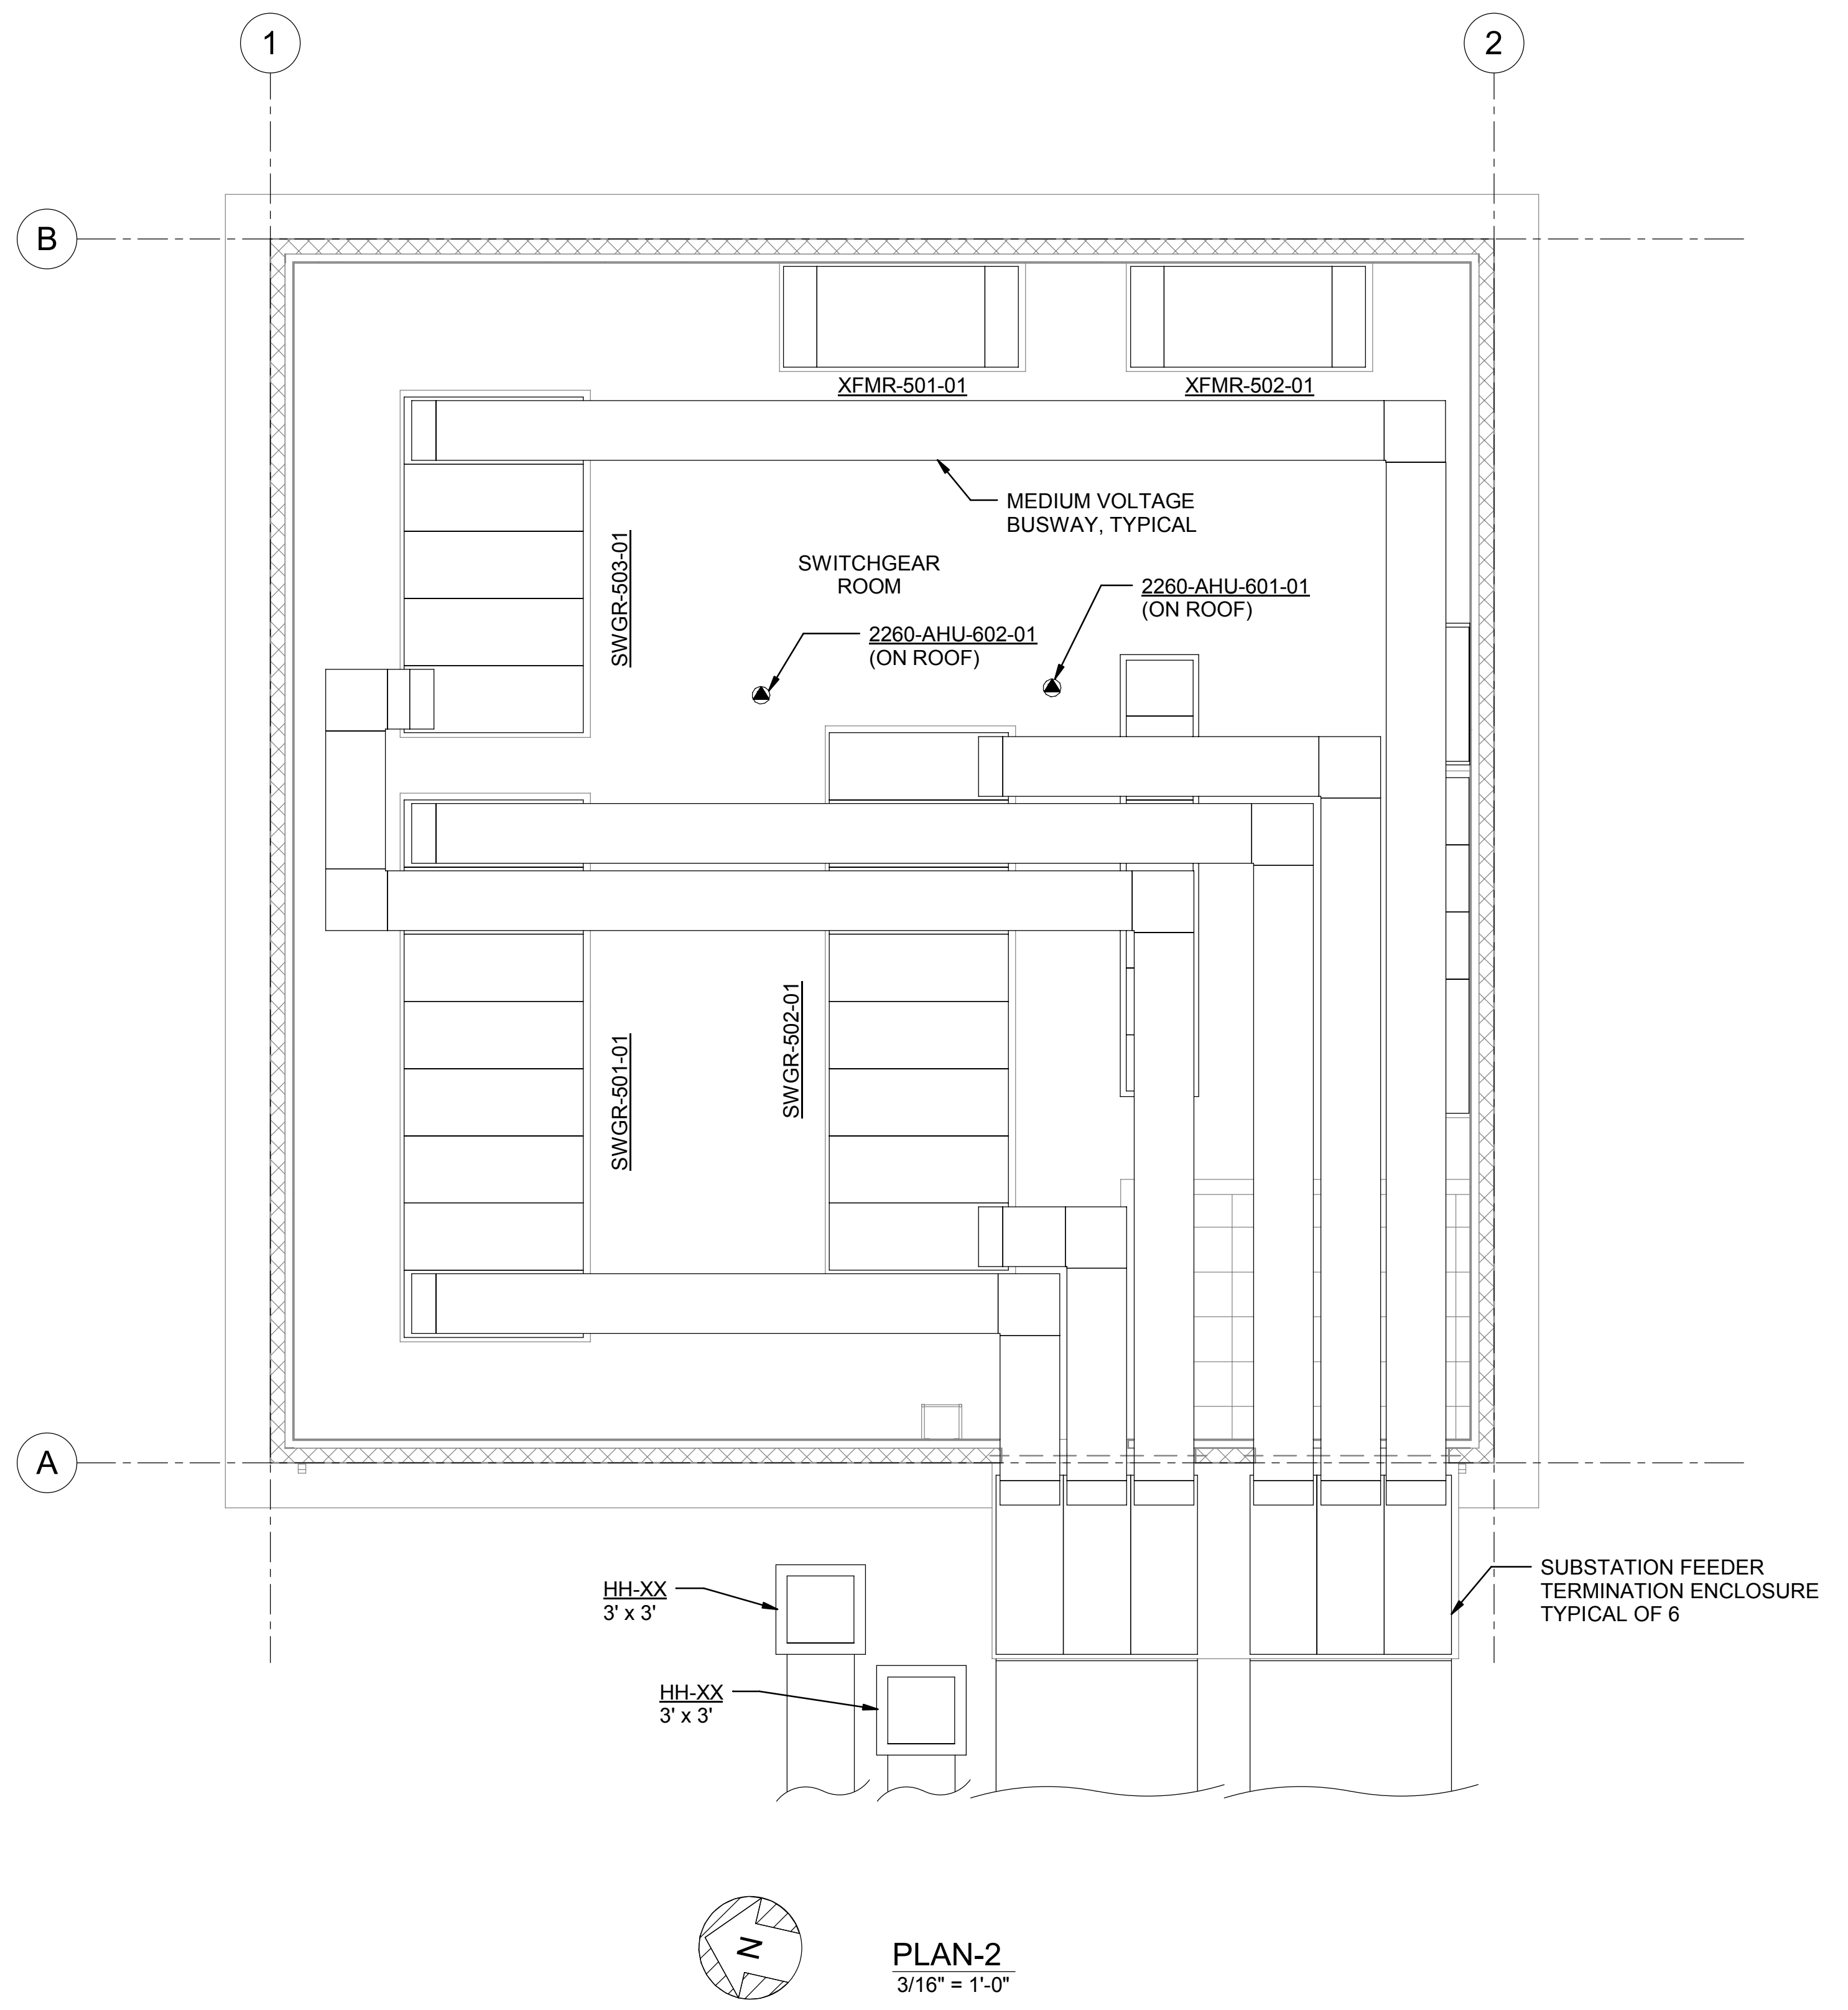 1
2
B
XFMR-501-01
XFMR-502-01
MEDIUM VOLTAGE
BUSWAY, TYPICAL
SWGR-503-01
SWITCHGEAR
ROOM
2260-AHU-601-01
(ON ROOF)
2260-AHU-602-01
(ON ROOF)
SWGR-502-01
SWGR-501-01
A
SUBSTATION FEEDER
TERMINATION ENCLOSURE
TYPICAL OF 6
HH-XX
3' x 3'
HH-XX
3' x 3'
N
PLAN-2
3/16" = 1'-0"